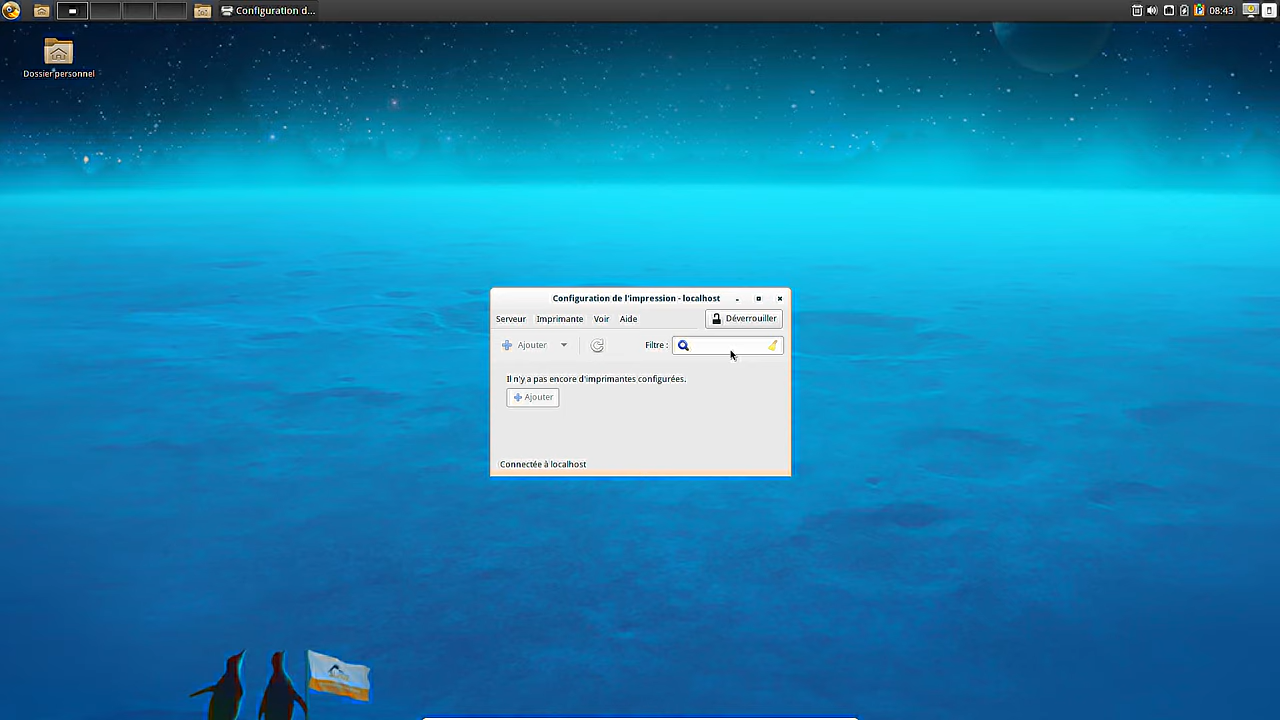 Configuration d...
08:43
Dossier personnel
Configuration de l'impression - localhost
Serveur Imprimante Voir Aide Déverrouiller
Ajouter Filtre :
Il n'y a pas encore d'imprimantes configurées.
Ajouter
Connectée à localhost